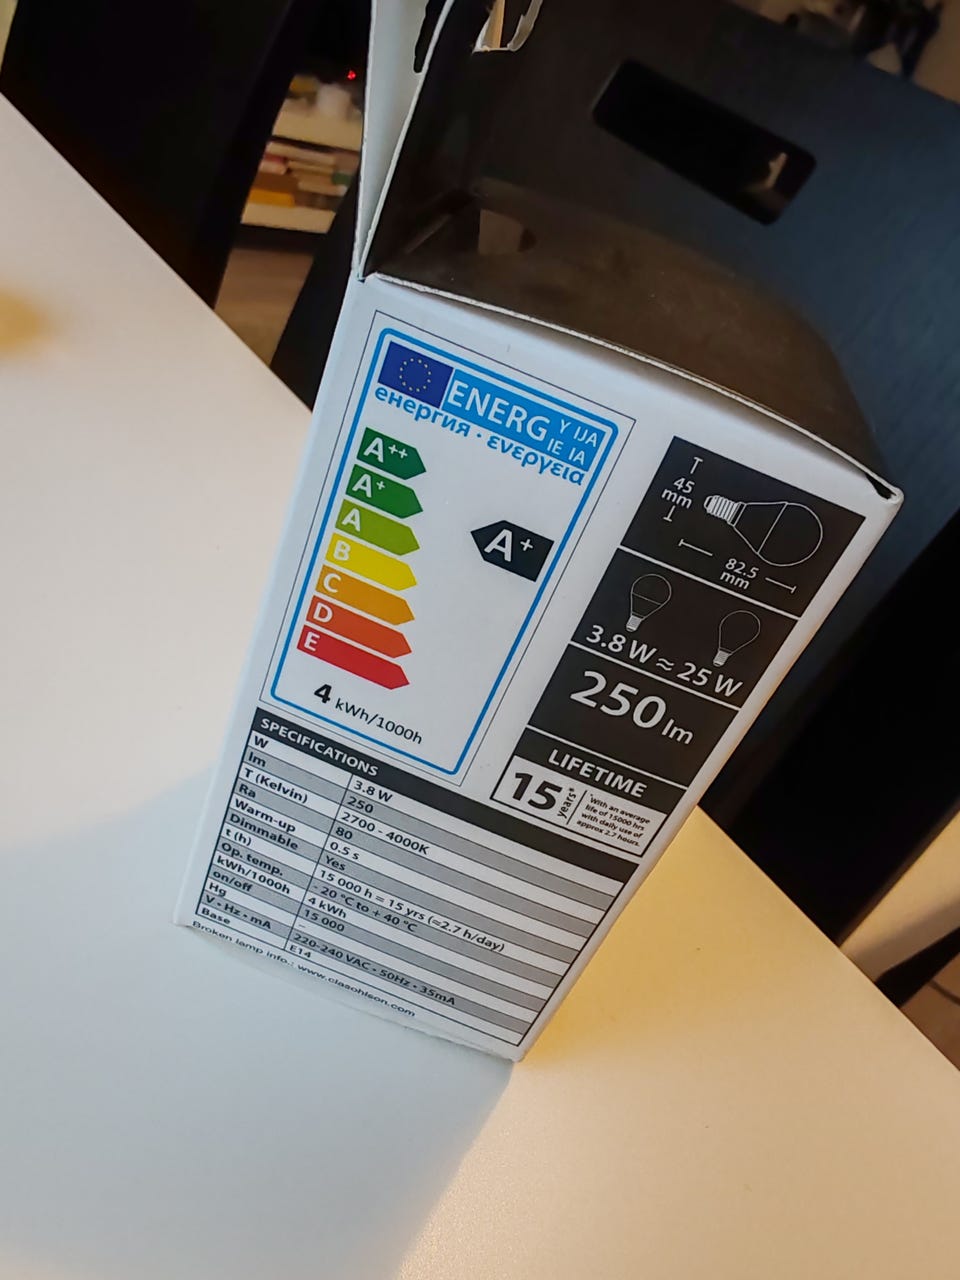 ENERG Y IJA
IE IA
енергия · ενεργεια
A++
A+
A
B
C
D
E
A+
4 kWh/1000h
45
mm
82.5
mm
3.8 W ≈ 25 W
250 lm
LIFETIME
15 years*
*With an average
life of 15000 hrs
with daily use of
approx 2.7 hours.
SPECIFICATIONS
W 3.8 W
lm 250
T (Kelvin) 2700 - 4000K
Ra 80
Warm-up 0.5 s
Dimmable Yes
t (h) 15 000 h = 15 yrs (≈2.7 h/day)
Op. temp. - 20 °C to + 40 °C
kWh/1000h 4 kWh
on/off 15 000
Hg –
V • Hz • mA 220-240 VAC • 50Hz • 35mA
Base E14
Broken lamp info.: www.clasohlson.com